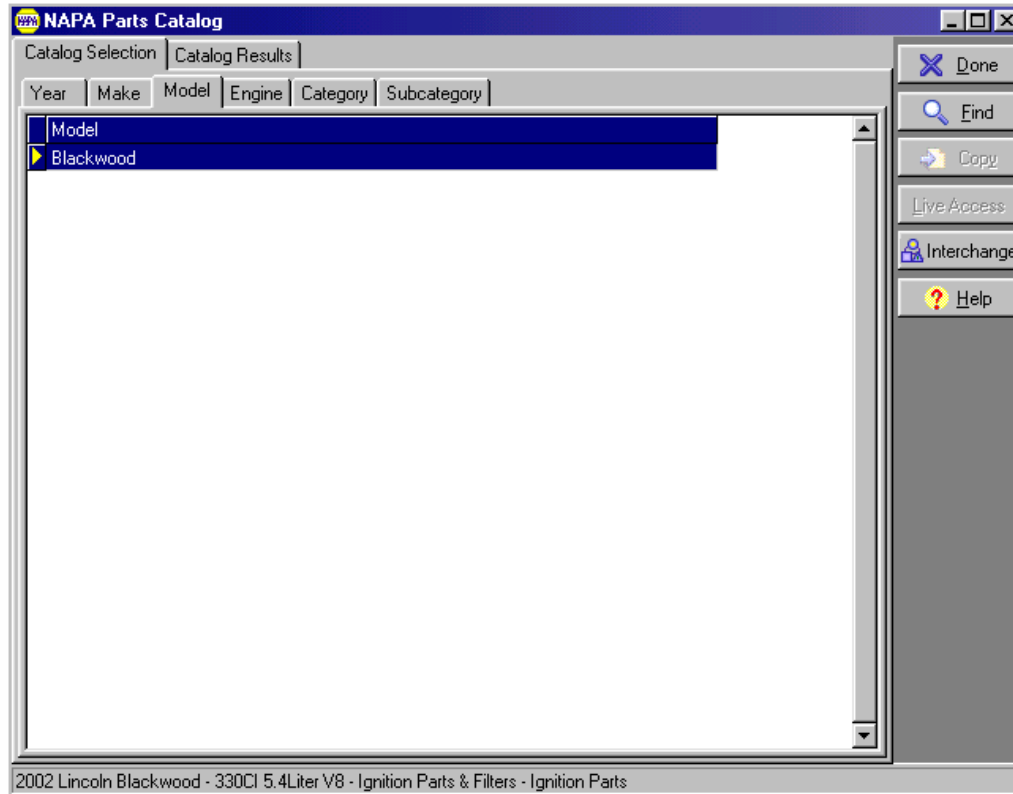 NAPA NAPA Parts Catalog
Catalog Selection Catalog Results
Year Make Model Engine Category Subcategory
Model
Blackwood
Done
Find
Copy
Live Access
Interchange
Help
2002 Lincoln Blackwood - 330CI 5.4Liter V8 - Ignition Parts & Filters - Ignition Parts